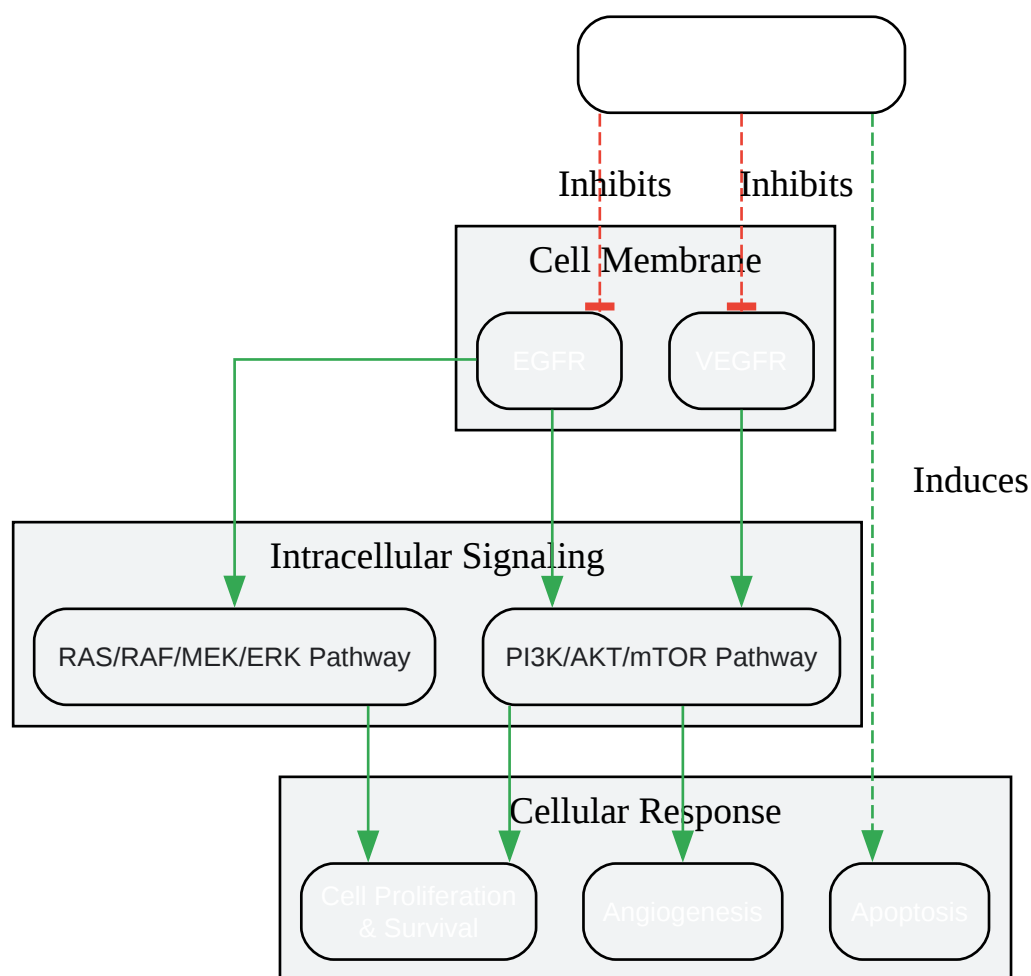 Inhibits
Inhibits
Cell Membrane
EGFR
VEGFR
Induces
Intracellular Signaling
RAS/RAF/MEK/ERK Pathway
PI3K/AKT/mTOR Pathway
Cellular Response
Cell Proliferation
& Survival
Angiogenesis
Apoptosis